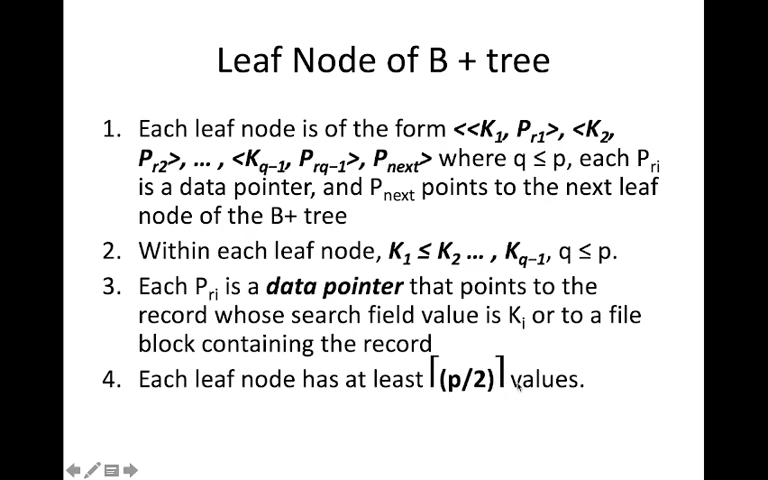 Leaf Node of B + tree
1. Each leaf node is of the form <<K1, Pr1>, <K2,
Pr2>, ... , <Kq−1, Prq−1>, Pnext> where q ≤ p, each Pri
is a data pointer, and Pnext points to the next leaf
node of the B+ tree
2. Within each leaf node, K1 ≤ K2 ... , Kq−1, q ≤ p.
3. Each Pri is a data pointer that points to the
record whose search field value is Ki or to a file
block containing the record
4. Each leaf node has at least ⌈(p/2)⌉ values.